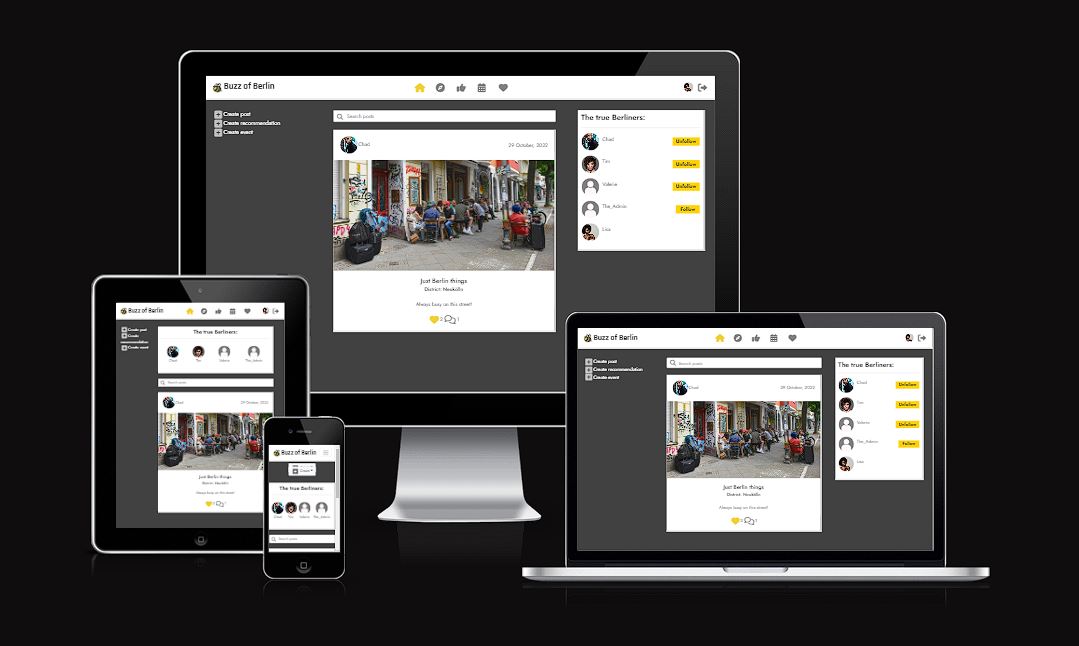 Buzz of Berlin
Create post
Create recommendation
Create event
Search posts
Chad
29 October, 2022
Just Berlin things
District: Neukölln
Always busy on this street!
2
1
The true Berliners:
Chad
Unfollow
Tim
Unfollow
Valerie
Unfollow
The_Admin
Follow
Lisa
Buzz of Berlin
Create post
Create
Create event
The true Berliners:
Chad
Tim
Valerie
The_Admin
Search posts
Chad
29 October, 2022
Just Berlin things
District: Neukölln
Always busy on this street!
Buzz of Berlin
Create
The true Berliners:
Chad
Tim
Valerie
The_Admin
Search posts
Buzz of Berlin
Create post
Create recommendation
Create event
Search posts
Chad
29 October, 2022
Just Berlin things
District: Neukölln
Always busy on this street!
The true Berliners:
Chad
Unfollow
Tim
Unfollow
Valerie
Unfollow
The_Admin
Follow
Lisa